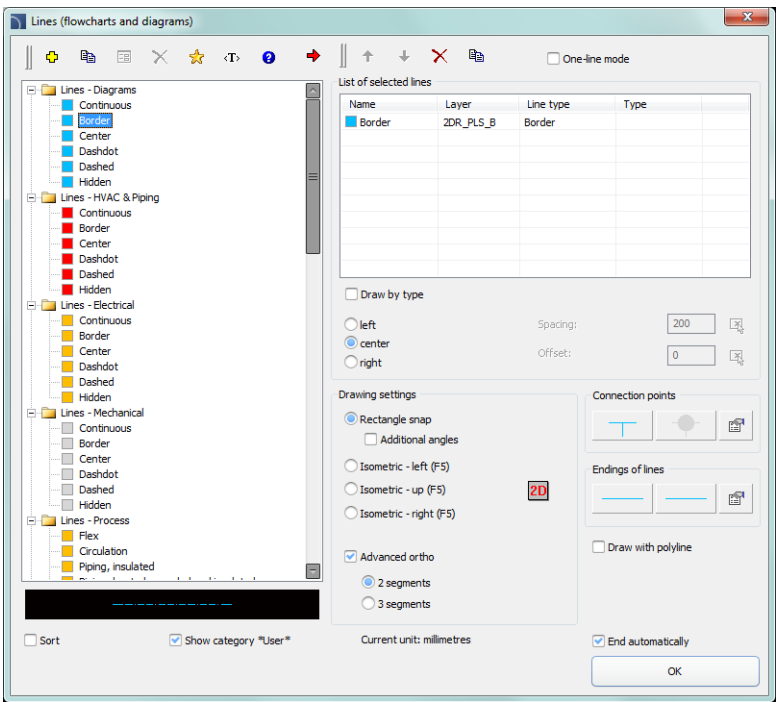 Lines (flowcharts and diagrams)
x
<T>
?
One-line mode
Lines - Diagrams
Continuous
Border
Center
Dashdot
Dashed
Hidden
Lines - HVAC & Piping
Continuous
Border
Center
Dashdot
Dashed
Hidden
Lines - Electrical
Continuous
Border
Center
Dashdot
Dashed
Hidden
Lines - Mechanical
Continuous
Border
Center
Dashdot
Dashed
Hidden
Lines - Process
Flex
Circulation
Piping, insulated
Sort
Show category *User*
List of selected lines
Name Layer Line type Type
Border 2DR_PLS_B Border
Draw by type
left
center
right
Spacing: 200
Offset: 0
Drawing settings
Rectangle snap
Additional angles
Isometric - left (F5)
Isometric - up (F5)
Isometric - right (F5)
2D
Advanced ortho
2 segments
3 segments
Current unit: millimetres
Connection points
Endings of lines
Draw with polyline
End automatically
OK